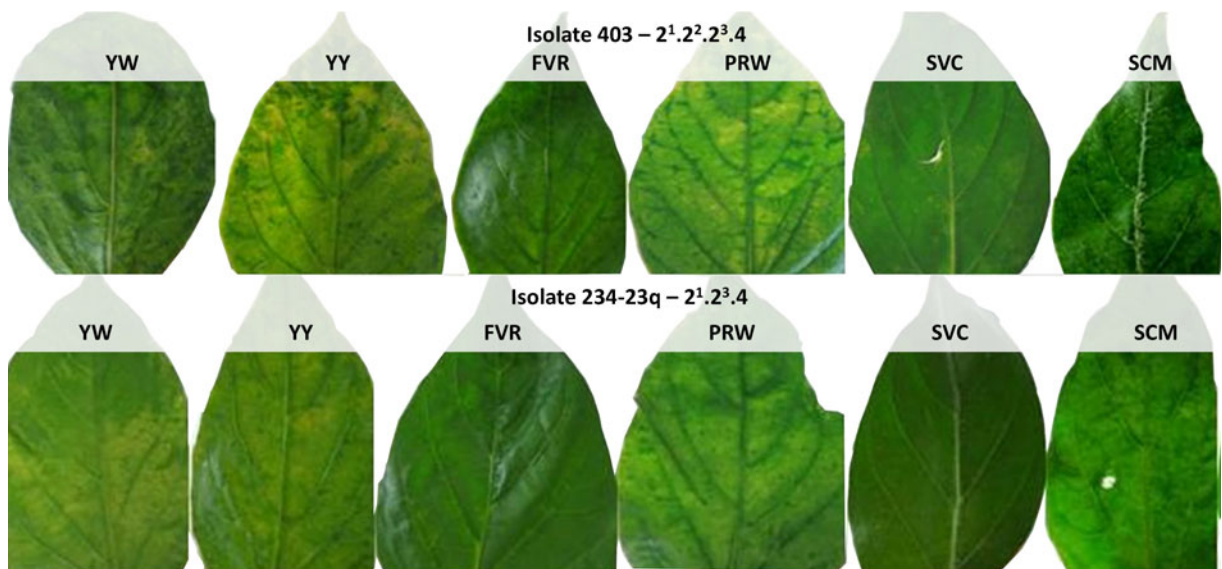 Isolate 403 – 2¹.2².2³.4
YW YY FVR PRW SVC SCM
Isolate 234-23q – 2¹.2³.4
YW YY FVR PRW SVC SCM